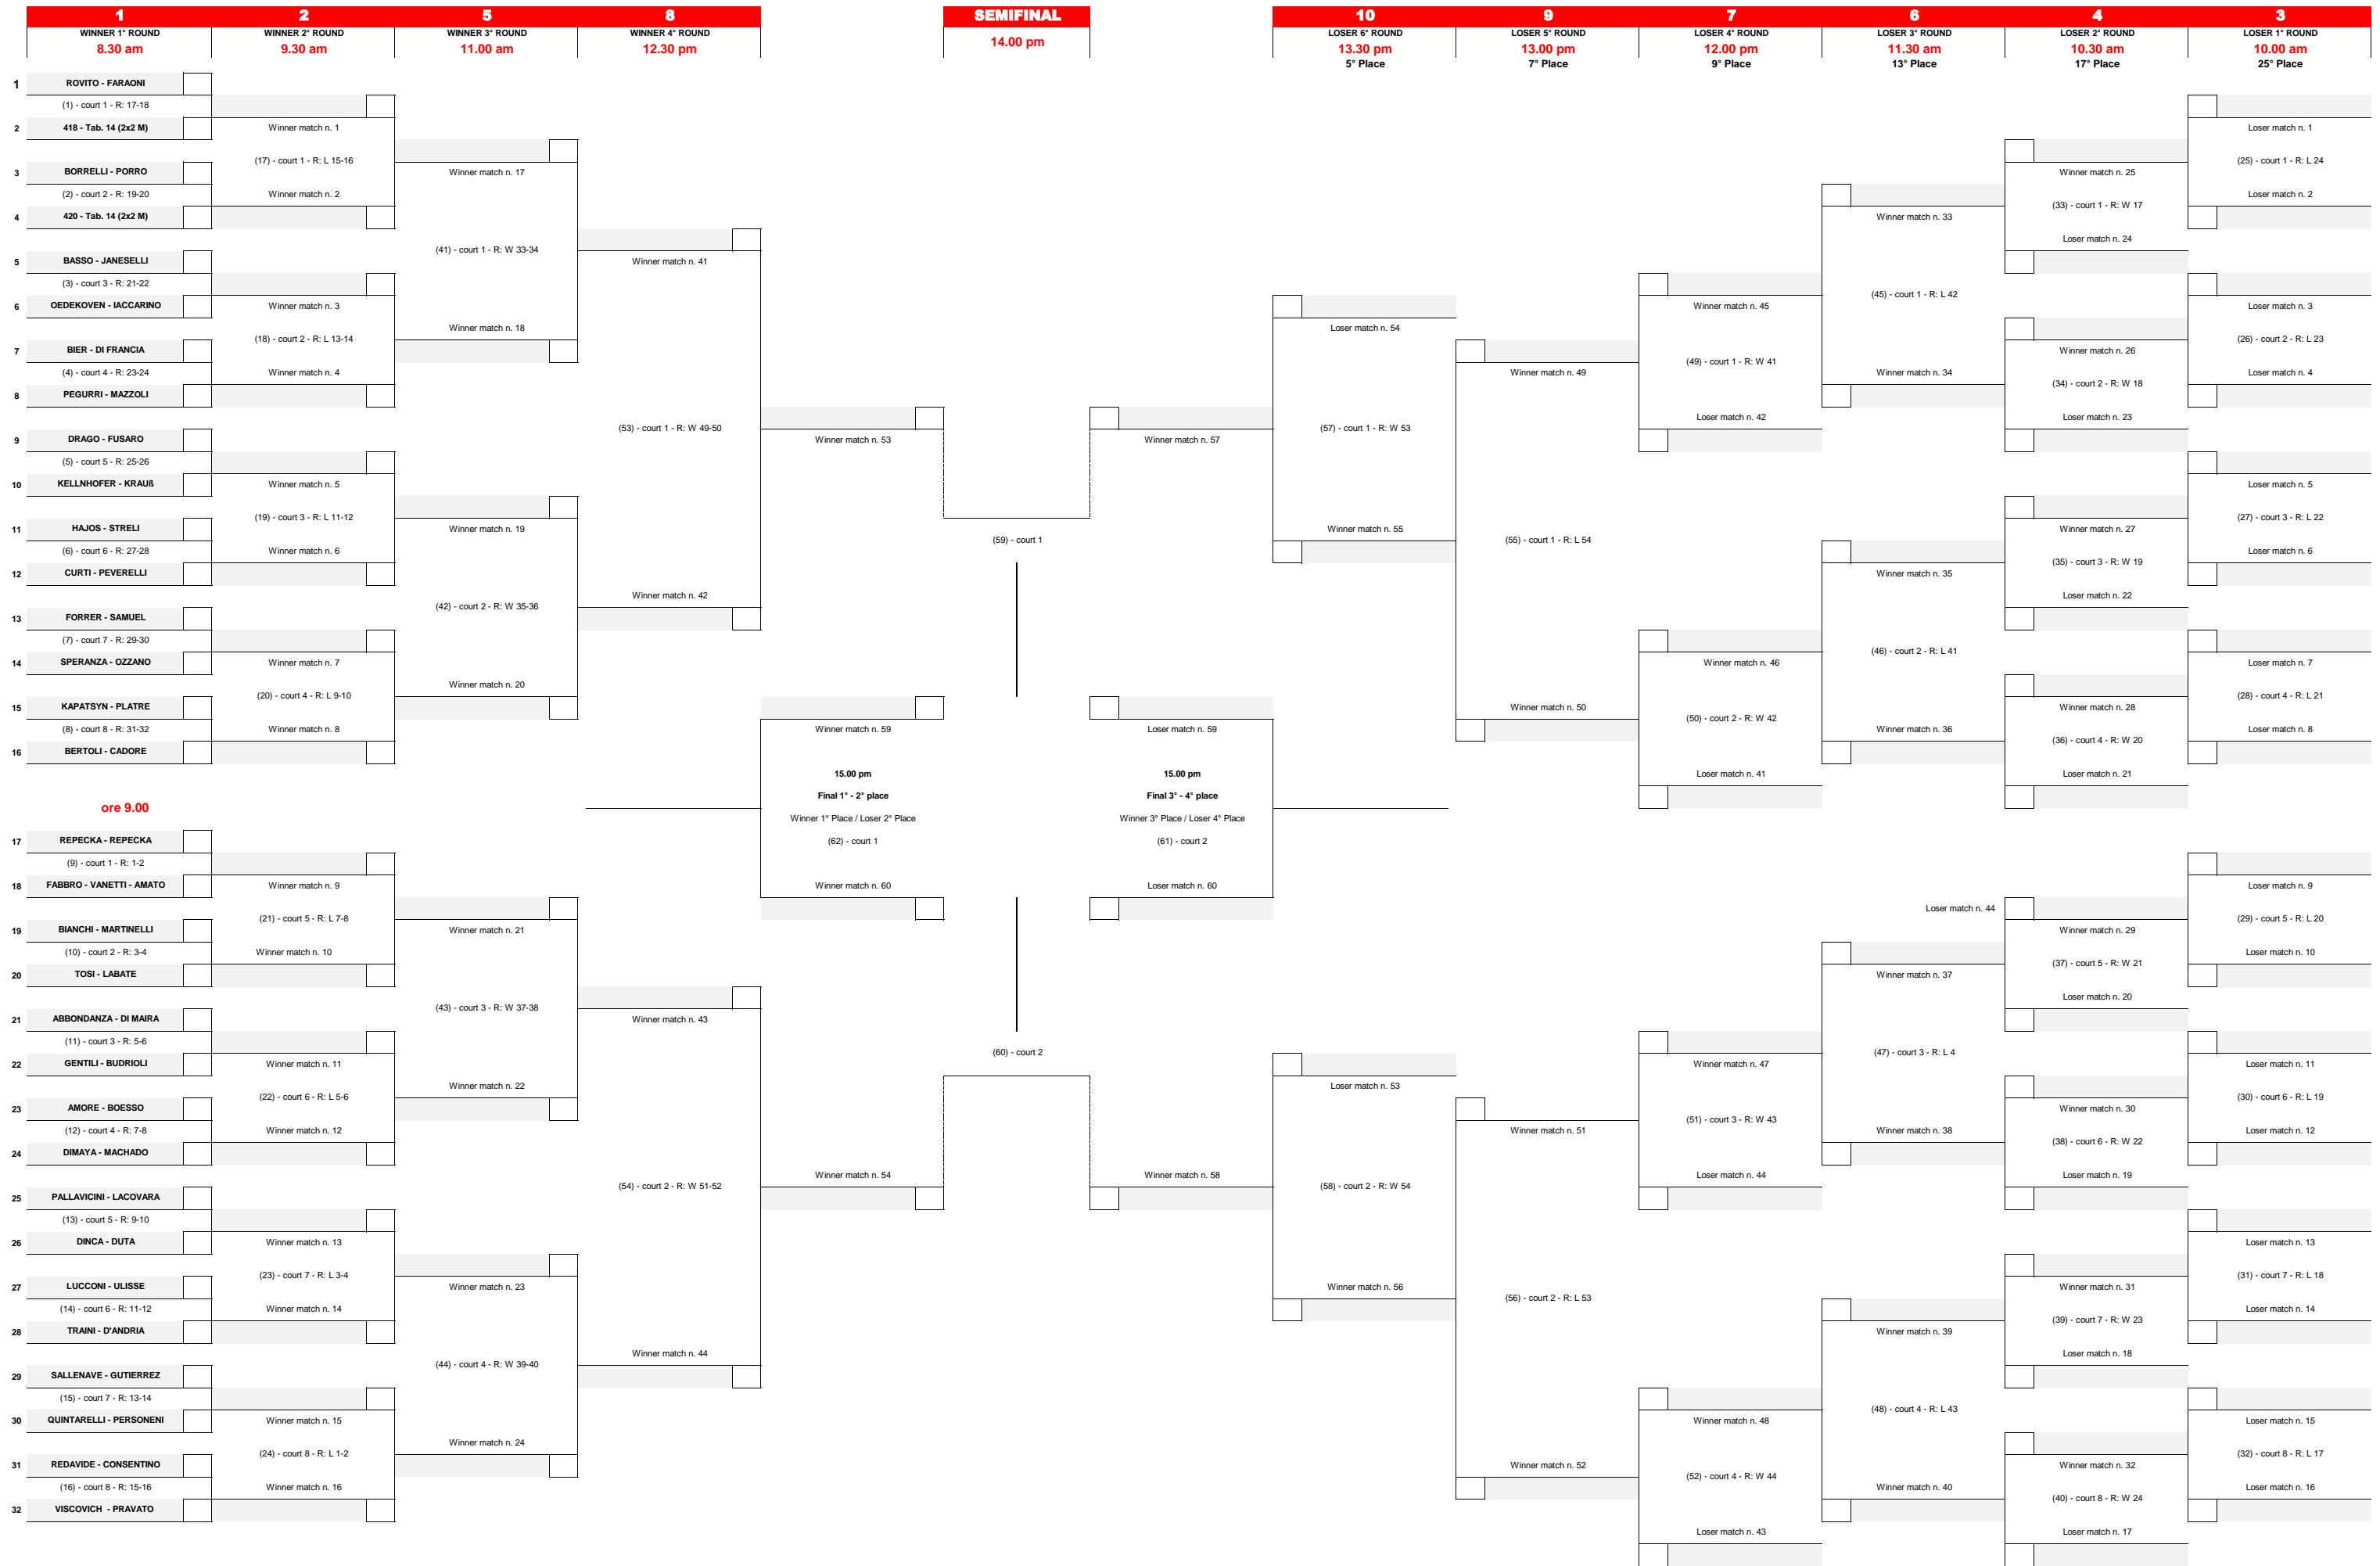 1 2 5 8 SEMIFINAL 10 9 7 6 4 3
WINNER 1° ROUND WINNER 2° ROUND WINNER 3° ROUND WINNER 4° ROUND LOSER 6° ROUND LOSER 5° ROUND LOSER 4° ROUND LOSER 3° ROUND LOSER 2° ROUND LOSER 1° ROUND
8.30 am 9.30 am 11.00 am 12.30 pm 14.00 pm 13.30 pm 13.00 pm 12.00 pm 11.30 am 10.30 am 10.00 am
5° Place 7° Place 9° Place 13° Place 17° Place 25° Place
1 ROVITO - FARAONI
(1) - court 1 - R: 17-18
2 418 - Tab. 14 (2x2 M) Winner match n. 1 Loser match n. 1
(17) - court 1 - R: L 15-16 (25) - court 1 - R: L 24
3 BORRELLI - PORRO Winner match n. 17 Winner match n. 25
(2) - court 2 - R: 19-20 Winner match n. 2 Loser match n. 2
(33) - court 1 - R: W 17
4 420 - Tab. 14 (2x2 M) Winner match n. 33
Loser match n. 24
(41) - court 1 - R: W 33-34
5 BASSO - JANESELLI Winner match n. 41
(3) - court 3 - R: 21-22
(45) - court 1 - R: L 42
6 OEDEKOVEN - IACCARINO Winner match n. 3 Winner match n. 45 Loser match n. 3
Winner match n. 18 Loser match n. 54
(18) - court 2 - R: L 13-14 (26) - court 2 - R: L 23
7 BIER - DI FRANCIA Winner match n. 26
(49) - court 1 - R: W 41
(4) - court 4 - R: 23-24 Winner match n. 4 Winner match n. 49 Winner match n. 34 Loser match n. 4
(34) - court 2 - R: W 18
8 PEGURRI - MAZZOLI
Loser match n. 42 Loser match n. 23
(53) - court 1 - R: W 49-50 (57) - court 1 - R: W 53
9 DRAGO - FUSARO Winner match n. 53 Winner match n. 57
(5) - court 5 - R: 25-26
10 KELLNHOFER - KRAUß Winner match n. 5 Loser match n. 5
(19) - court 3 - R: L 11-12 (27) - court 3 - R: L 22
11 HAJOS - STRELI Winner match n. 19 Winner match n. 55 Winner match n. 27
(59) - court 1 (55) - court 1 - R: L 54
(6) - court 6 - R: 27-28 Winner match n. 6 Loser match n. 6
(35) - court 3 - R: W 19
12 CURTI - PEVERELLI Winner match n. 35
Winner match n. 42 Loser match n. 22
(42) - court 2 - R: W 35-36
13 FORRER - SAMUEL
(7) - court 7 - R: 29-30
(46) - court 2 - R: L 41
14 SPERANZA - OZZANO Winner match n. 7 Winner match n. 46 Loser match n. 7
Winner match n. 20
(20) - court 4 - R: L 9-10 (28) - court 4 - R: L 21
15 KAPATSYN - PLATRE Winner match n. 50 Winner match n. 28
(50) - court 2 - R: W 42
(8) - court 8 - R: 31-32 Winner match n. 8 Winner match n. 59 Loser match n. 59 Winner match n. 36 Loser match n. 8
(36) - court 4 - R: W 20
16 BERTOLI - CADORE
15.00 pm 15.00 pm Loser match n. 41 Loser match n. 21
Final 1° - 2° place Final 3° - 4° place
ore 9.00
Winner 1° Place / Loser 2° Place Winner 3° Place / Loser 4° Place
17 REPECKA - REPECKA (62) - court 1 (61) - court 2
(9) - court 1 - R: 1-2
18 FABBRO - VANETTI - AMATO Winner match n. 9 Winner match n. 60 Loser match n. 60 Loser match n. 9
Loser match n. 44
(21) - court 5 - R: L 7-8 (29) - court 5 - R: L 20
19 BIANCHI - MARTINELLI Winner match n. 21 Winner match n. 29
(10) - court 2 - R: 3-4 Winner match n. 10 Loser match n. 10
(37) - court 5 - R: W 21
20 TOSI - LABATE Winner match n. 37
Loser match n. 20
(43) - court 3 - R: W 37-38
21 ABBONDANZA - DI MAIRA Winner match n. 43
(11) - court 3 - R: 5-6
(60) - court 2 (47) - court 3 - R: L 4
22 GENTILI - BUDRIOLI Winner match n. 11 Winner match n. 47 Loser match n. 11
Winner match n. 22 Loser match n. 53
(22) - court 6 - R: L 5-6 (30) - court 6 - R: L 19
23 AMORE - BOESSO Winner match n. 30
(51) - court 3 - R: W 43
(12) - court 4 - R: 7-8 Winner match n. 12 Winner match n. 51 Winner match n. 38 Loser match n. 12
(38) - court 6 - R: W 22
24 DIMAYA - MACHADO
Winner match n. 54 Winner match n. 58 Loser match n. 44 Loser match n. 19
(54) - court 2 - R: W 51-52 (58) - court 2 - R: W 54
25 PALLAVICINI - LACOVARA
(13) - court 5 - R: 9-10
26 DINCA - DUTA Winner match n. 13 Loser match n. 13
(23) - court 7 - R: L 3-4 (31) - court 7 - R: L 18
27 LUCCONI - ULISSE Winner match n. 23 Winner match n. 56 Winner match n. 31
(56) - court 2 - R: L 53
(14) - court 6 - R: 11-12 Winner match n. 14 Loser match n. 14
(39) - court 7 - R: W 23
28 TRAINI - D'ANDRIA Winner match n. 39
Winner match n. 44 Loser match n. 18
(44) - court 4 - R: W 39-40
29 SALLENAVE - GUTIERREZ
(15) - court 7 - R: 13-14
(48) - court 4 - R: L 43
30 QUINTARELLI - PERSONENI Winner match n. 15 Winner match n. 48 Loser match n. 15
Winner match n. 24
(24) - court 8 - R: L 1-2 (32) - court 8 - R: L 17
31 REDAVIDE - CONSENTINO Winner match n. 52 Winner match n. 32
(52) - court 4 - R: W 44
(16) - court 8 - R: 15-16 Winner match n. 16 Winner match n. 40 Loser match n. 16
(40) - court 8 - R: W 24
32 VISCOVICH - PRAVATO
Loser match n. 43 Loser match n. 17